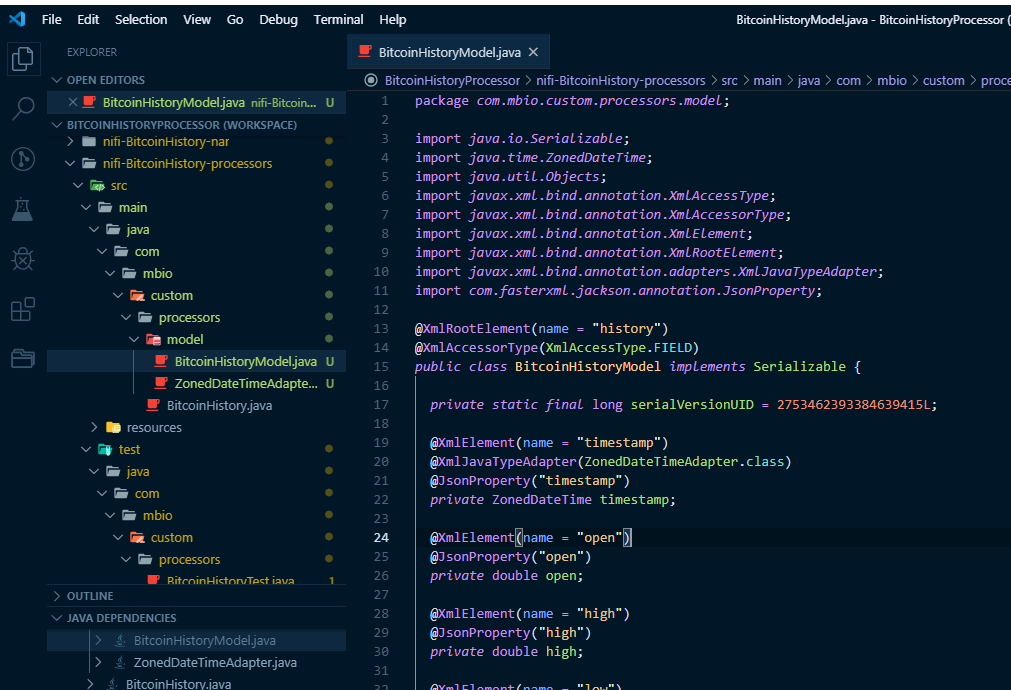 File Edit Selection View Go Debug Terminal Help BitcoinHistoryModel.java - BitcoinHistoryProcessor (
EXPLORER
OPEN EDITORS
BitcoinHistoryModel.java nifi-Bitcoin... U
BITCOINHISTORYPROCESSOR (WORKSPACE)
nifi-BitcoinHistory-nar
nifi-BitcoinHistory-processors
src
main
java
com
mbio
custom
processors
model
BitcoinHistoryModel.java U
ZonedDateTimeAdapte... U
BitcoinHistory.java
resources
test
java
com
mbio
custom
processors
BitcoinHistoryTest.java 1
OUTLINE
JAVA DEPENDENCIES
BitcoinHistoryModel.java
ZonedDateTimeAdapter.java
BitcoinHistory.java
BitcoinHistoryModel.java
BitcoinHistoryProcessor > nifi-BitcoinHistory-processors > src > main > java > com > mbio > custom > proce
1 package com.mbio.custom.processors.model;
2
3 import java.io.Serializable;
4 import java.time.ZonedDateTime;
5 import java.util.Objects;
6 import javax.xml.bind.annotation.XmlAccessType;
7 import javax.xml.bind.annotation.XmlAccessorType;
8 import javax.xml.bind.annotation.XmlElement;
9 import javax.xml.bind.annotation.XmlRootElement;
10 import javax.xml.bind.annotation.adapters.XmlJavaTypeAdapter;
11 import com.fasterxml.jackson.annotation.JsonProperty;
12
13 @XmlRootElement(name = "history")
14 @XmlAccessorType(XmlAccessType.FIELD)
15 public class BitcoinHistoryModel implements Serializable {
16
17 private static final long serialVersionUID = 2753462393384639415L;
18
19 @XmlElement(name = "timestamp")
20 @XmlJavaTypeAdapter(ZonedDateTimeAdapter.class)
21 @JsonProperty("timestamp")
22 private ZonedDateTime timestamp;
23
24 @XmlElement(name = "open")
25 @JsonProperty("open")
26 private double open;
27
28 @XmlElement(name = "high")
29 @JsonProperty("high")
30 private double high;
31
32 @XmlElement(name = "low")